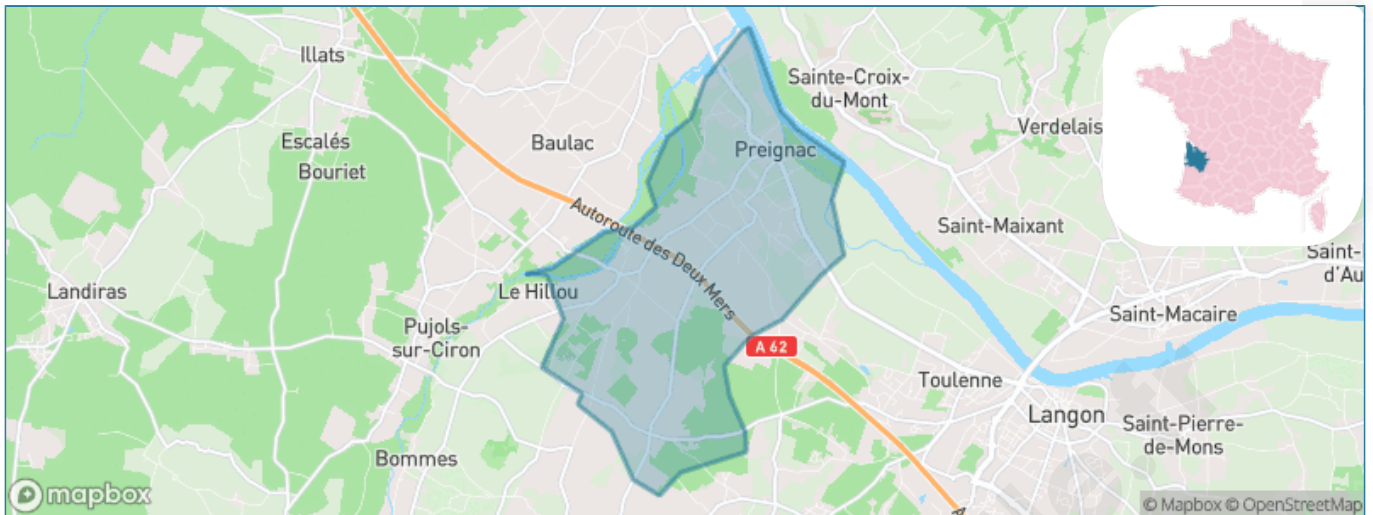 Illats
Sainte-Croix-
du-Mont
Verdelais
Escalés
Baulac
Preignac
Bouriet
Autoroute des Deux Mers
Saint-Maixant
Saint-
d'Au
Landiras
Le Hillou
Saint-Macaire
Pujols-
sur-Ciron
A 62
Toulenne
Langon
Saint-Pierre-
de-Mons
Bommes
mapbox
© Mapbox © OpenStreetMap